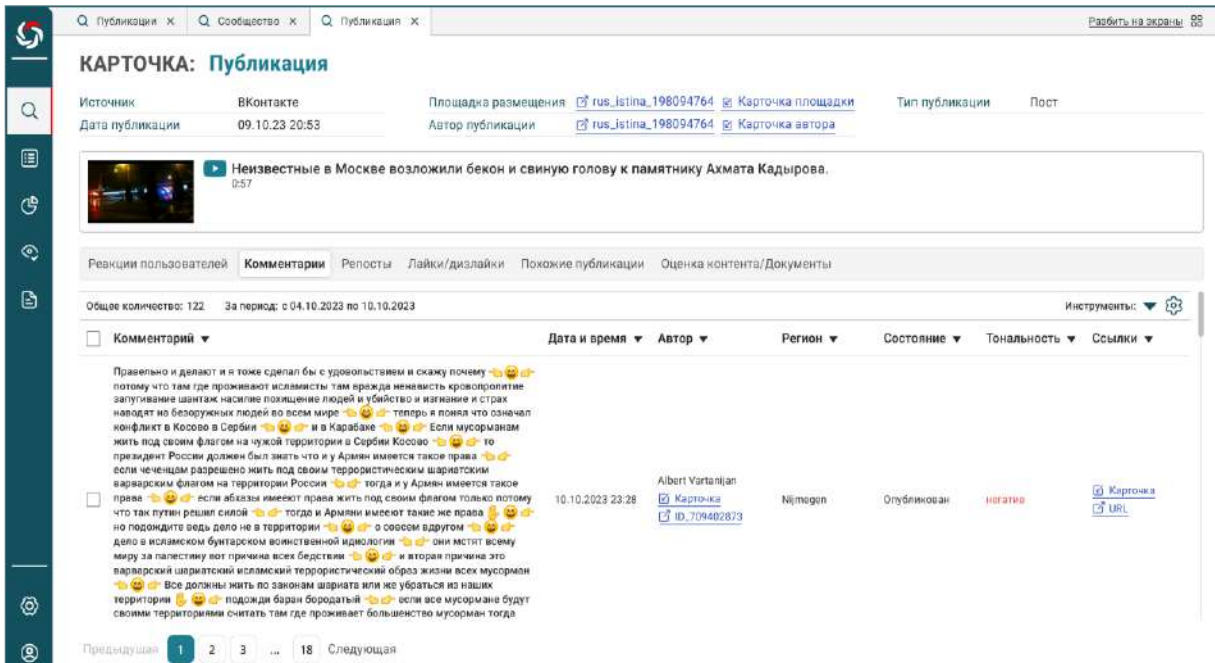 Публикации × Сообщество × Публикация × Разбить на экраны
КАРТОЧКА: Публикация
Источник ВКонтакте Площадка размещения rus_istina_198094764 Карточка площадки Тип публикации Пост
Дата публикации 09.10.23 20:53 Автор публикации rus_istina_198094764 Карточка автора
Неизвестные в Москве возложили бекон и свиную голову к памятнику Ахмата Кадырова.
0:57
Реакции пользователей Комментарии Репосты Лайки/дизлайки Похожие публикации Оценка контента/Документы
Общее количество: 122 За период: с 04.10.2023 по 10.10.2023 Инструменты:
Комментарий Дата и время Автор Регион Состояние Тональность Ссылки
Правильно и делают и я тоже сделал бы с удовольствием и скажу почему 👈😄👉
потому что там где проживают исламисты там вражда ненависть кровопролитие
запугивание шантаж насилие похищение людей и убийство и изгнание и страх
наводят на безоружных людей во всем мире 👈😄👉 теперь я понял что означал
конфликт в Косово в Сербии 👈😄👉 и в Карабахе 👈😄👉 Если мусорманам
жить под своим флагом на чужой территории в Сербии Косово 👈😄👉 то
президент России должен был знать что и у Армян имеется такое права 👈👉
если чеченцам разрешено жить под своим террористическим шариатским
варварским флагом на территории России 👈👉 тогда и у Армян имеется такое
права 👈😄👉 если абхазы имеют права жить под своим флагом только потому
что так путин решил силой 👈👉 тогда и Армяни имеют такие же права ✋😄👉
но подождите ведь дело не в территории 👈😄👉 о совсем вдругом 👈😄👉
дело в исламском бунтарском воинственной идиологии 👈👉 они мстят всему
миру за палестину вот причина всех бедствии 👈😄👉 и вторая причина это
варварский шариатский исламский террористический образ жизни всех мусорман
👈😄👉 Все должны жить по законам шариата или же убраться из наших
территории ✋😄👉 подожди баран бородатый 👈👉 если все мусормане будут
своими территориями считать там где проживает большенство мусорман тогда
10.10.2023 23:28
Albert Vartanijan
Карточка
ID_709402873
Nijmegen
Опубликован
негатив
Карточка
URL
Предыдущая 1 2 3 ... 18 Следующая